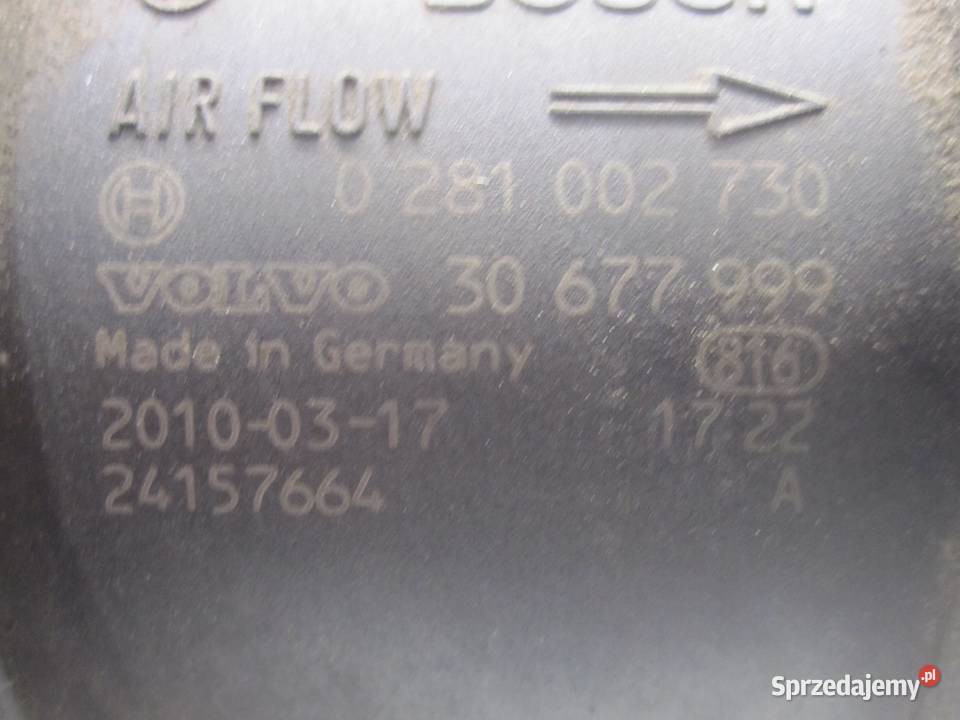 BOSCH
AIR FLOW
0 281 002 730
VOLVO 30 677 999
Made in Germany 816
2010-03-17 17 22
24157664 A
Sprzedajemy.pl